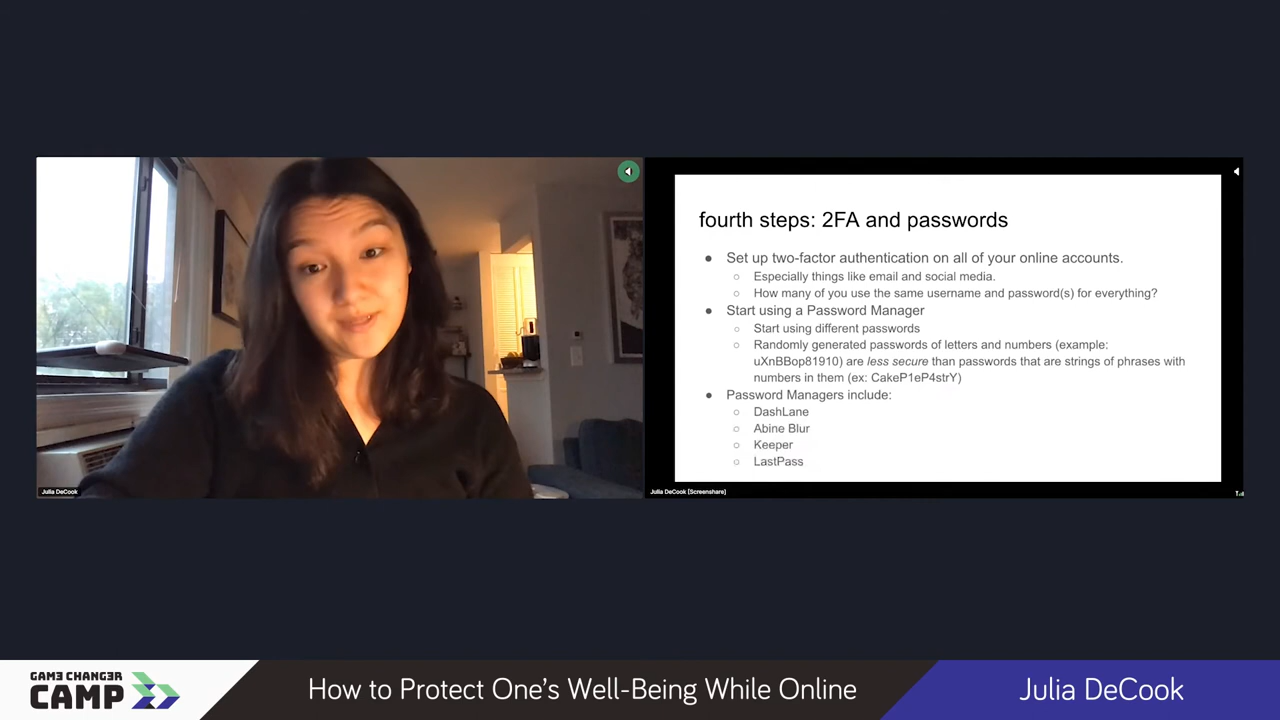 fourth steps: 2FA and passwords
● Set up two-factor authentication on all of your online accounts.
○ Especially things like email and social media.
○ How many of you use the same username and password(s) for everything?
● Start using a Password Manager
○ Start using different passwords
○ Randomly generated passwords of letters and numbers (example:
uXnBBop81910) are less secure than passwords that are strings of phrases with
numbers in them (ex: CakeP1eP4strY)
● Password Managers include:
○ DashLane
○ Abine Blur
○ Keeper
○ LastPass
Julia DeCook
Julia DeCook [Screenshare]
GAM3 CHANG3R
CAMP
How to Protect One's Well-Being While Online
Julia DeCook